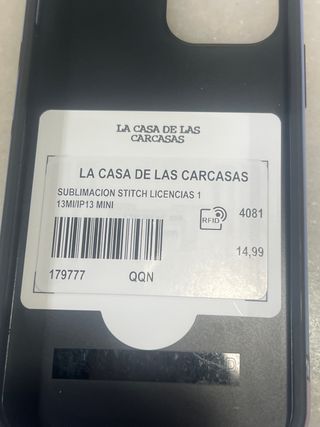 LA CASA DE LAS
CARCASAS
LA CASA DE LAS CARCASAS
SUBLIMACION STITCH LICENCIAS 1
13MI/IP13 MINI
RFID
4081
14,99
179777
QQN